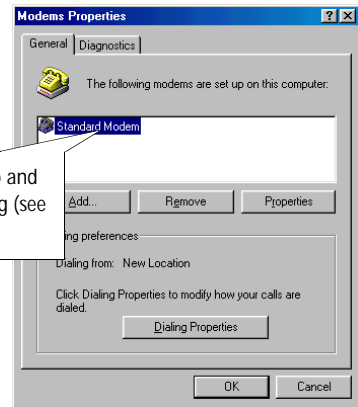 Modems Properties
General Diagnostics
The following modems are set up on this computer:
Standard Modem
and
g (see
Add... Remove Properties
ing preferences
Dialing from: New Location
Click Dialing Properties to modify how your calls are
dialed.
Dialing Properties
OK Cancel